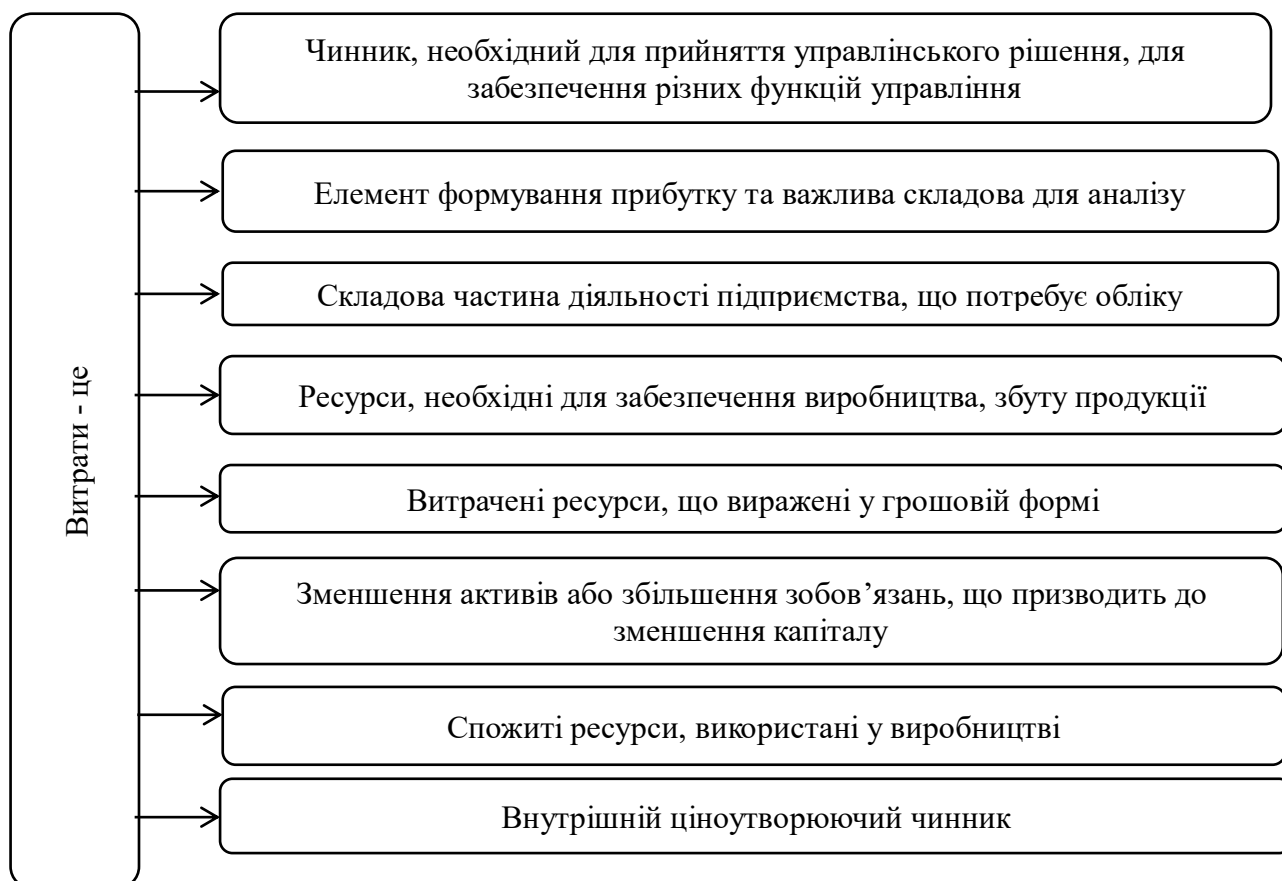 Витрати - це
Чинник, необхідний для прийняття управлінського рішення, для
забезпечення різних функцій управління
Елемент формування прибутку та важлива складова для аналізу
Складова частина діяльності підприємства, що потребує обліку
Ресурси, необхідні для забезпечення виробництва, збуту продукції
Витрачені ресурси, що виражені у грошовій формі
Зменшення активів або збільшення зобов’язань, що призводить до
зменшення капіталу
Спожиті ресурси, використані у виробництві
Внутрішній ціноутворюючий чинник